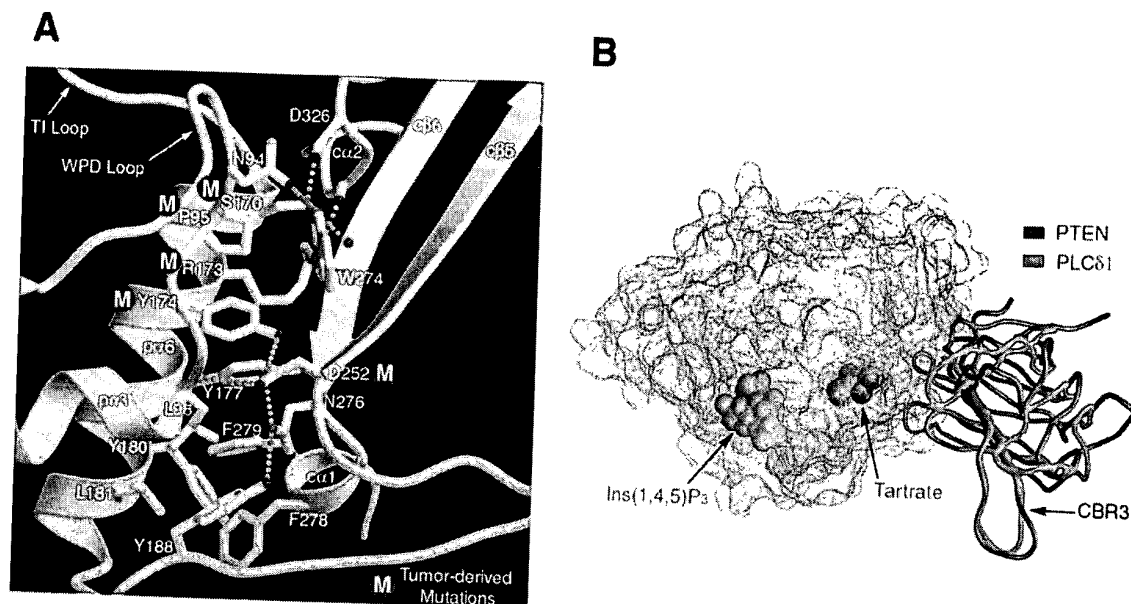 A
TI Loop
WPD Loop
D326
cβ6
cα2
cβ5
N94
M
S170
M
P95
M
R173
W274
M
Y174
pα6
D252 M
Y177
N276
pα3
L98
F279
Y180
cα1
L181
F278
Y188
M Tumor-derived
Mutations
B
PTEN
PLCδ1
Ins(1,4,5)P3
Tartrate
CBR3